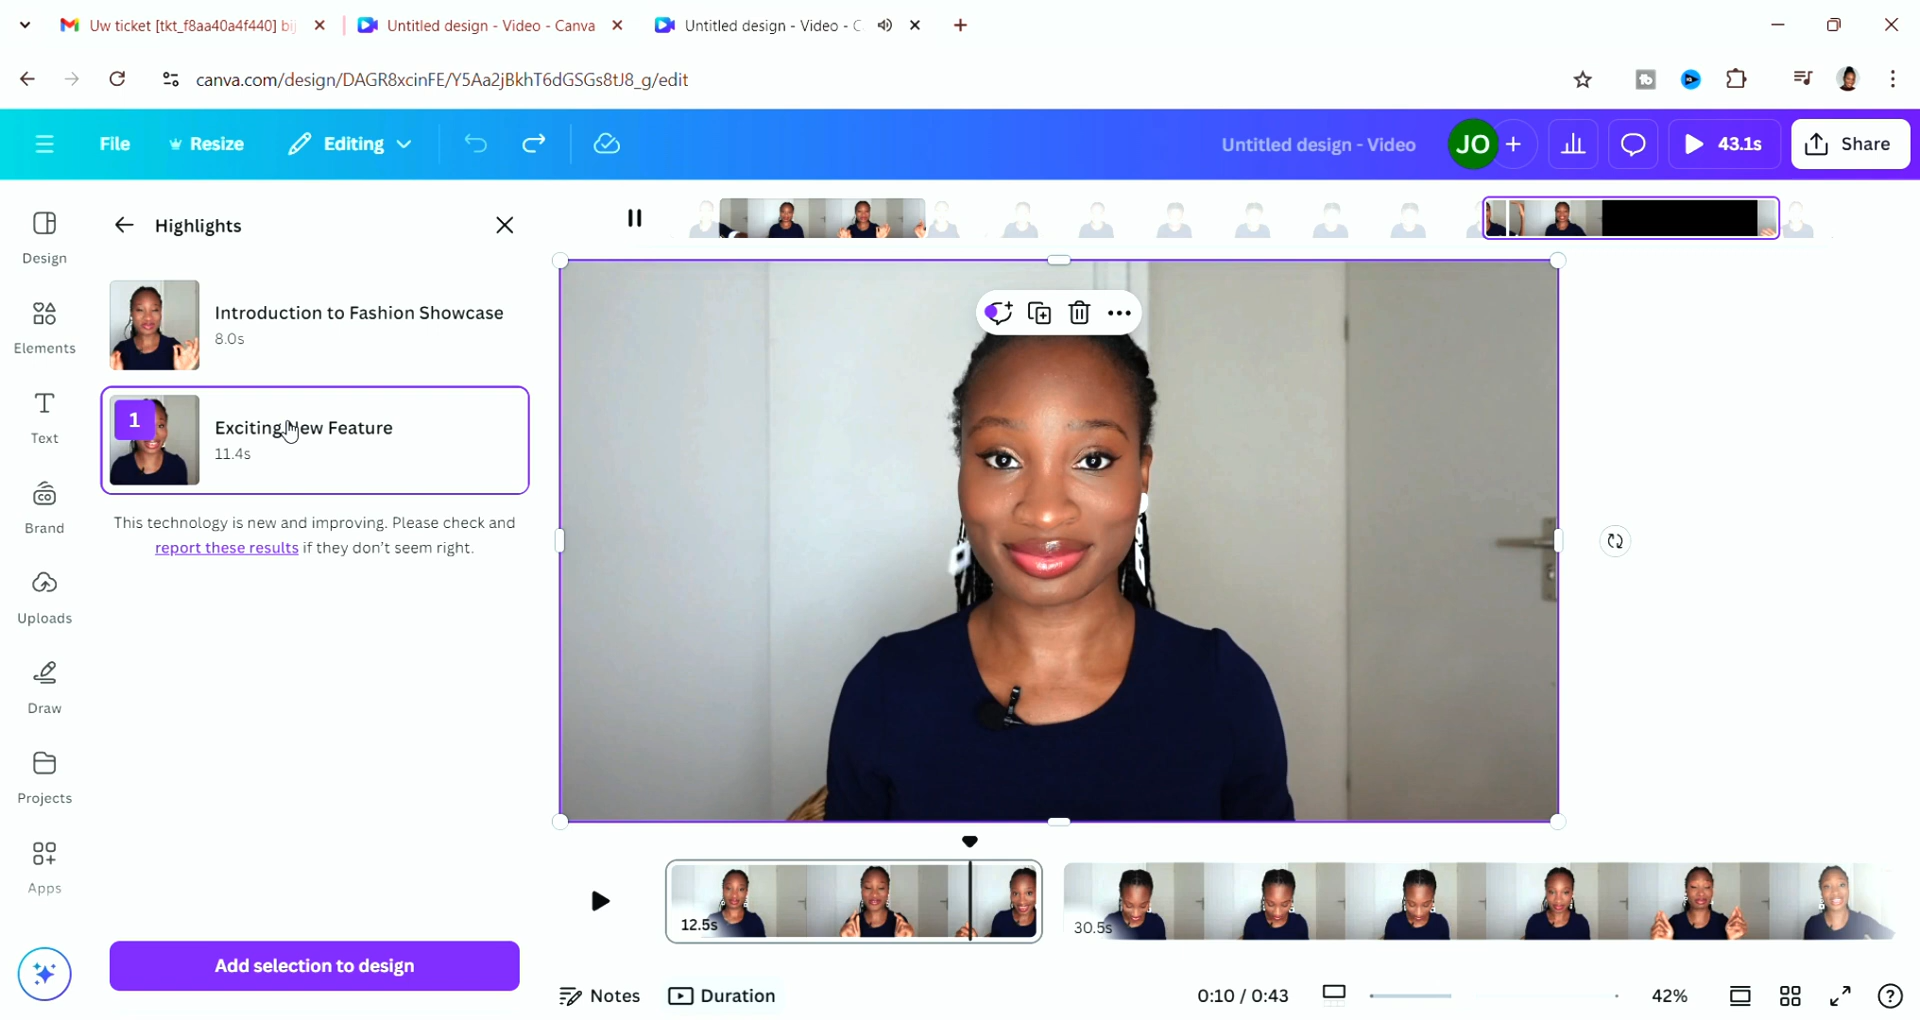 Uw ticket [tkt_f8aa40a4f440] bij
Untitled design - Video - Canva
Untitled design - Video - C
canva.com/design/DAGR8xcinFE/Y5Aa2jBkhT6dGSGs8tJ8_g/edit
File
Resize
Editing
Untitled design - Video
JO
43.1s
Share
Design
Elements
Text
Brand
Uploads
Draw
Projects
Apps
Highlights
Introduction to Fashion Showcase
8.0s
1
Exciting New Feature
11.4s
This technology is new and improving. Please check and
report these results if they don't seem right.
Add selection to design
12.5s
30.5s
Notes
Duration
0:10 / 0:43
42%